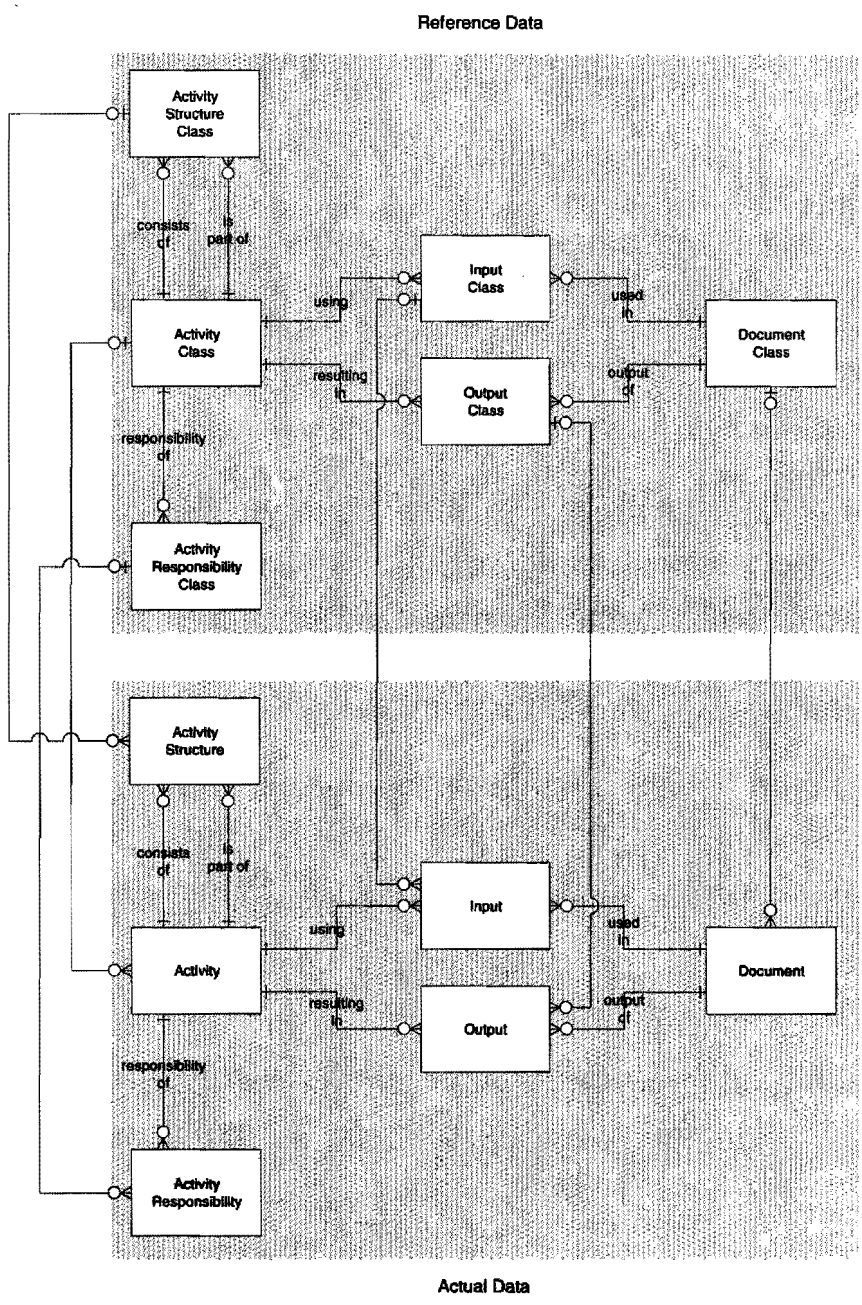 Reference Data
Activity
Structure
Class
consists
of
is
part of
Input
Class
using
used
in
Activity
Class
Document
Class
resulting
in
Output
Class
output
of
responsibility
of
Activity
Responsibility
Class
Activity
Structure
consists
of
is
part of
Input
using
used
in
Activity
Document
resulting
in
Output
output
of
responsibility
of
Activity
Responsibility
Actual Data